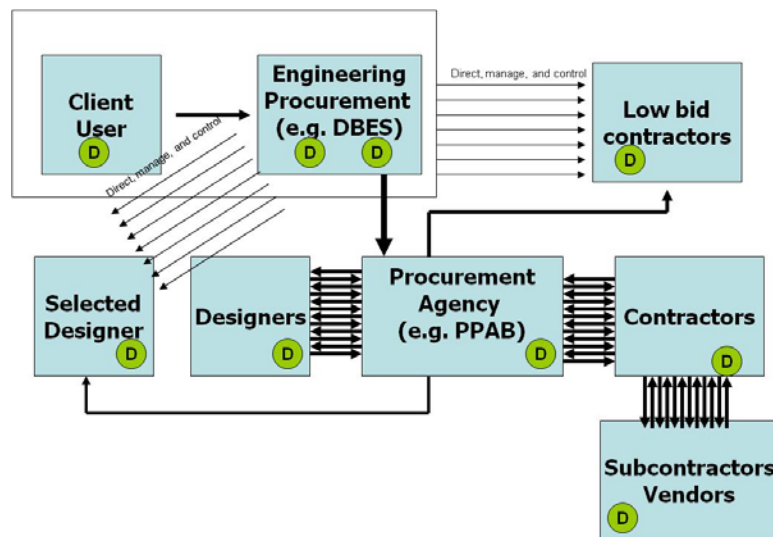 Client
User
D
Engineering
Procurement
(e.g. DBES)
D
D
Direct, manage, and control
Low bid
contractors
D
Direct, manage, and control
Selected
Designer
D
Designers
D
Procurement
Agency
(e.g. PPAB)
D
Contractors
D
Subcontractors
Vendors
D